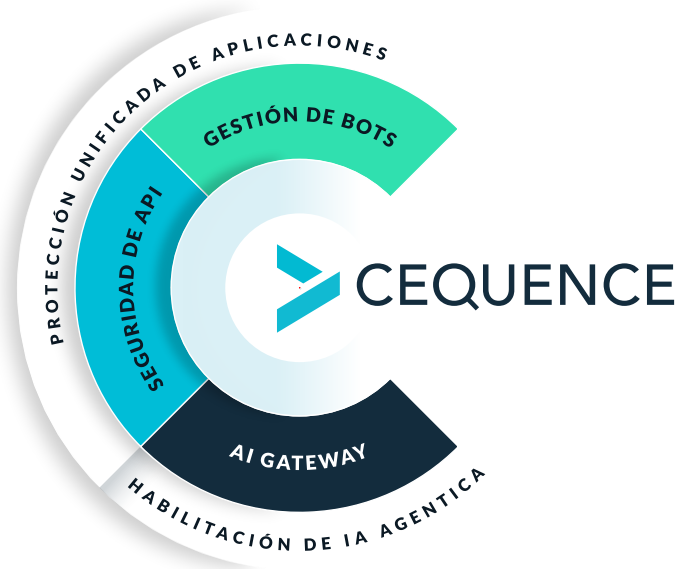 PROTECCIÓN UNIFICADA DE APLICACIONES
GESTIÓN DE BOTS
SEGURIDAD DE API
CEQUENCE
AI GATEWAY
HABILITACIÓN DE IA AGENTICA